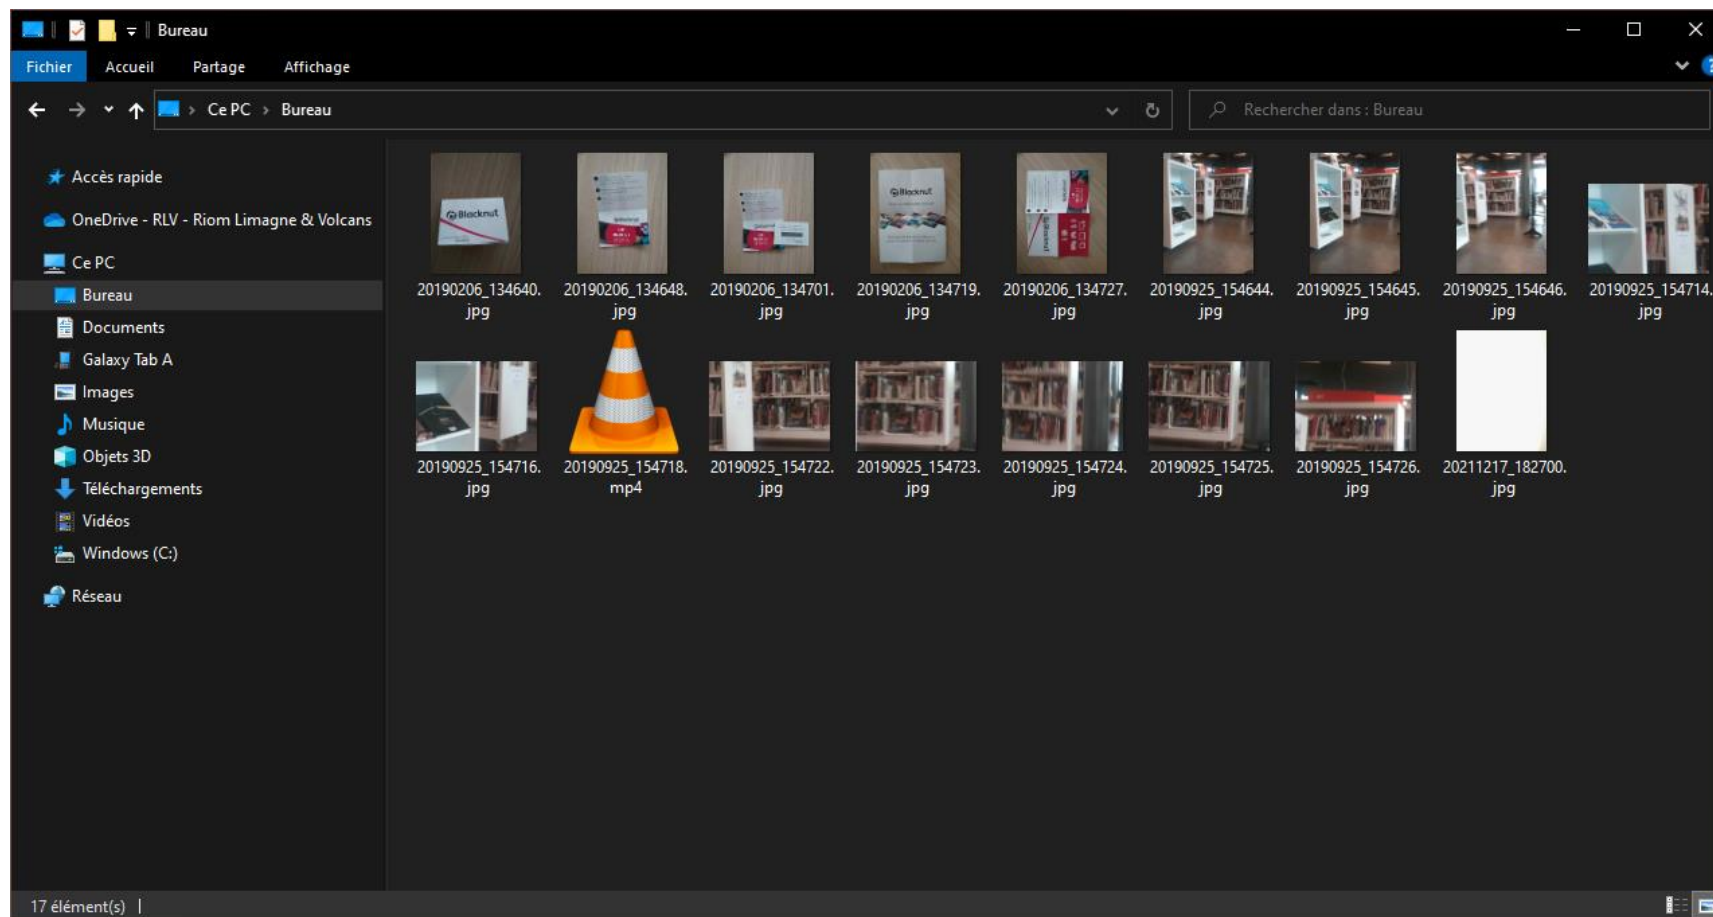 Bureau
Fichier Accueil Partage Affichage
Ce PC > Bureau
Rechercher dans : Bureau
Accès rapide
OneDrive - RLV - Riom Limagne & Volcans
Ce PC
Bureau
Documents
Galaxy Tab A
Images
Musique
Objets 3D
Téléchargements
Vidéos
Windows (C:)
Réseau
Blacknut
Blacknut
20190206_134640. 20190206_134648. 20190206_134701. 20190206_134719. 20190206_134727. 20190925_154644. 20190925_154645. 20190925_154646. 20190925_154714.
jpg jpg jpg jpg jpg jpg jpg jpg jpg
20190925_154716. 20190925_154718. 20190925_154722. 20190925_154723. 20190925_154724. 20190925_154725. 20190925_154726. 20211217_182700.
jpg mp4 jpg jpg jpg jpg jpg jpg
17 élément(s)